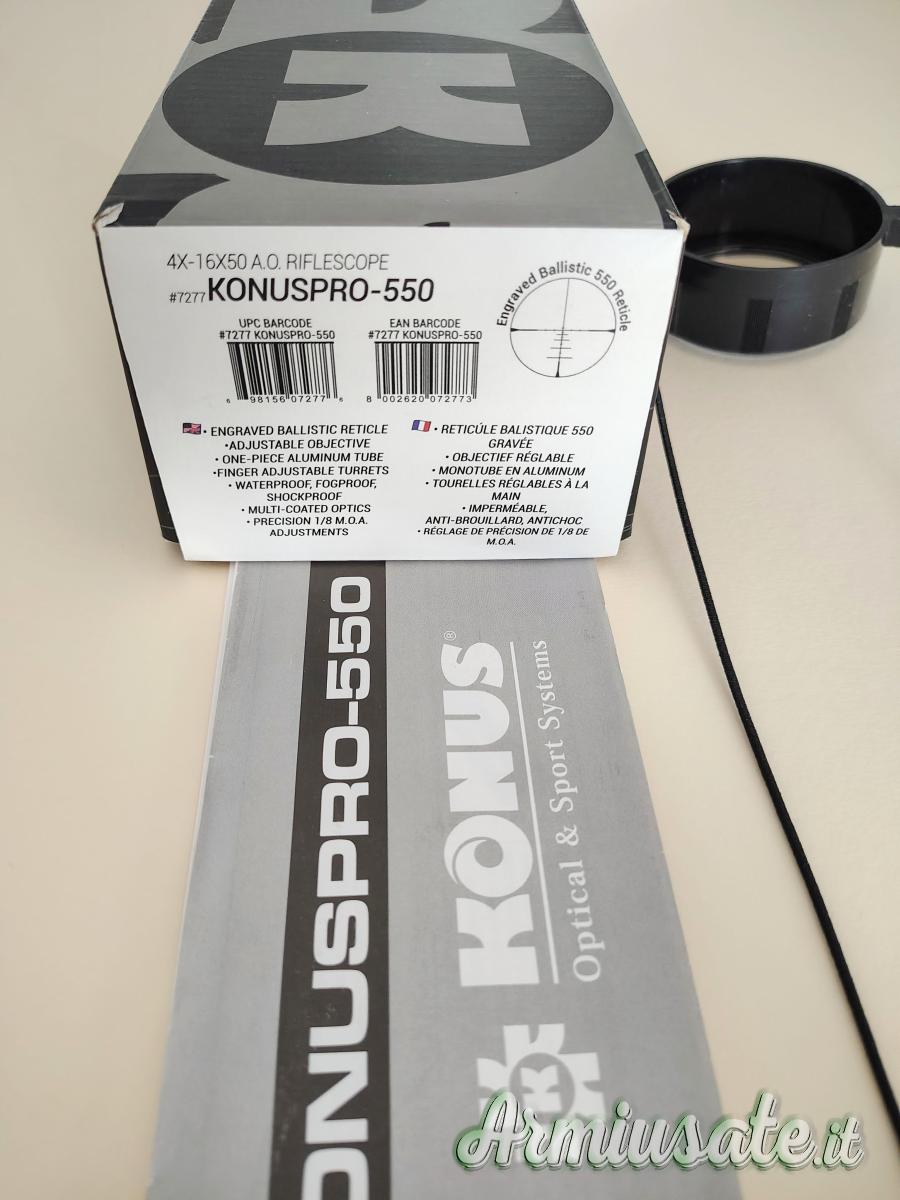 4X-16X50 A.O. RIFLESCOPE
#7277 KONUSPRO-550
Engraved Ballistic 550 Reticle
UPC BARCODE
#7277 KONUSPRO-550
6 98156 07277 6
EAN BARCODE
#7277 KONUSPRO-550
8 002620 072773
• ENGRAVED BALLISTIC RETICLE
•ADJUSTABLE OBJECTIVE
• ONE-PIECE ALUMINUM TUBE
•FINGER ADJUSTABLE TURRETS
• WATERPROOF, FOGPROOF,
SHOCKPROOF
• MULTI-COATED OPTICS
• PRECISION 1/8 M.O.A.
ADJUSTMENTS
• RETICÚLE BALISTIQUE 550
GRAVÉE
• OBJECTIEF RÉGLABLE
• MONOTUBE EN ALUMINUM
• TOURELLES RÉGLABLES À LA
MAIN
• IMPERMÉABLE,
ANTI-BROUILLARD, ANTICHOC
• RÉGLAGE DE PRÉCISION DE 1/8 DE
M.O.A.
ONUSPRO-550
KONUS®
Optical & Sport Systems
K
Armiusate.it